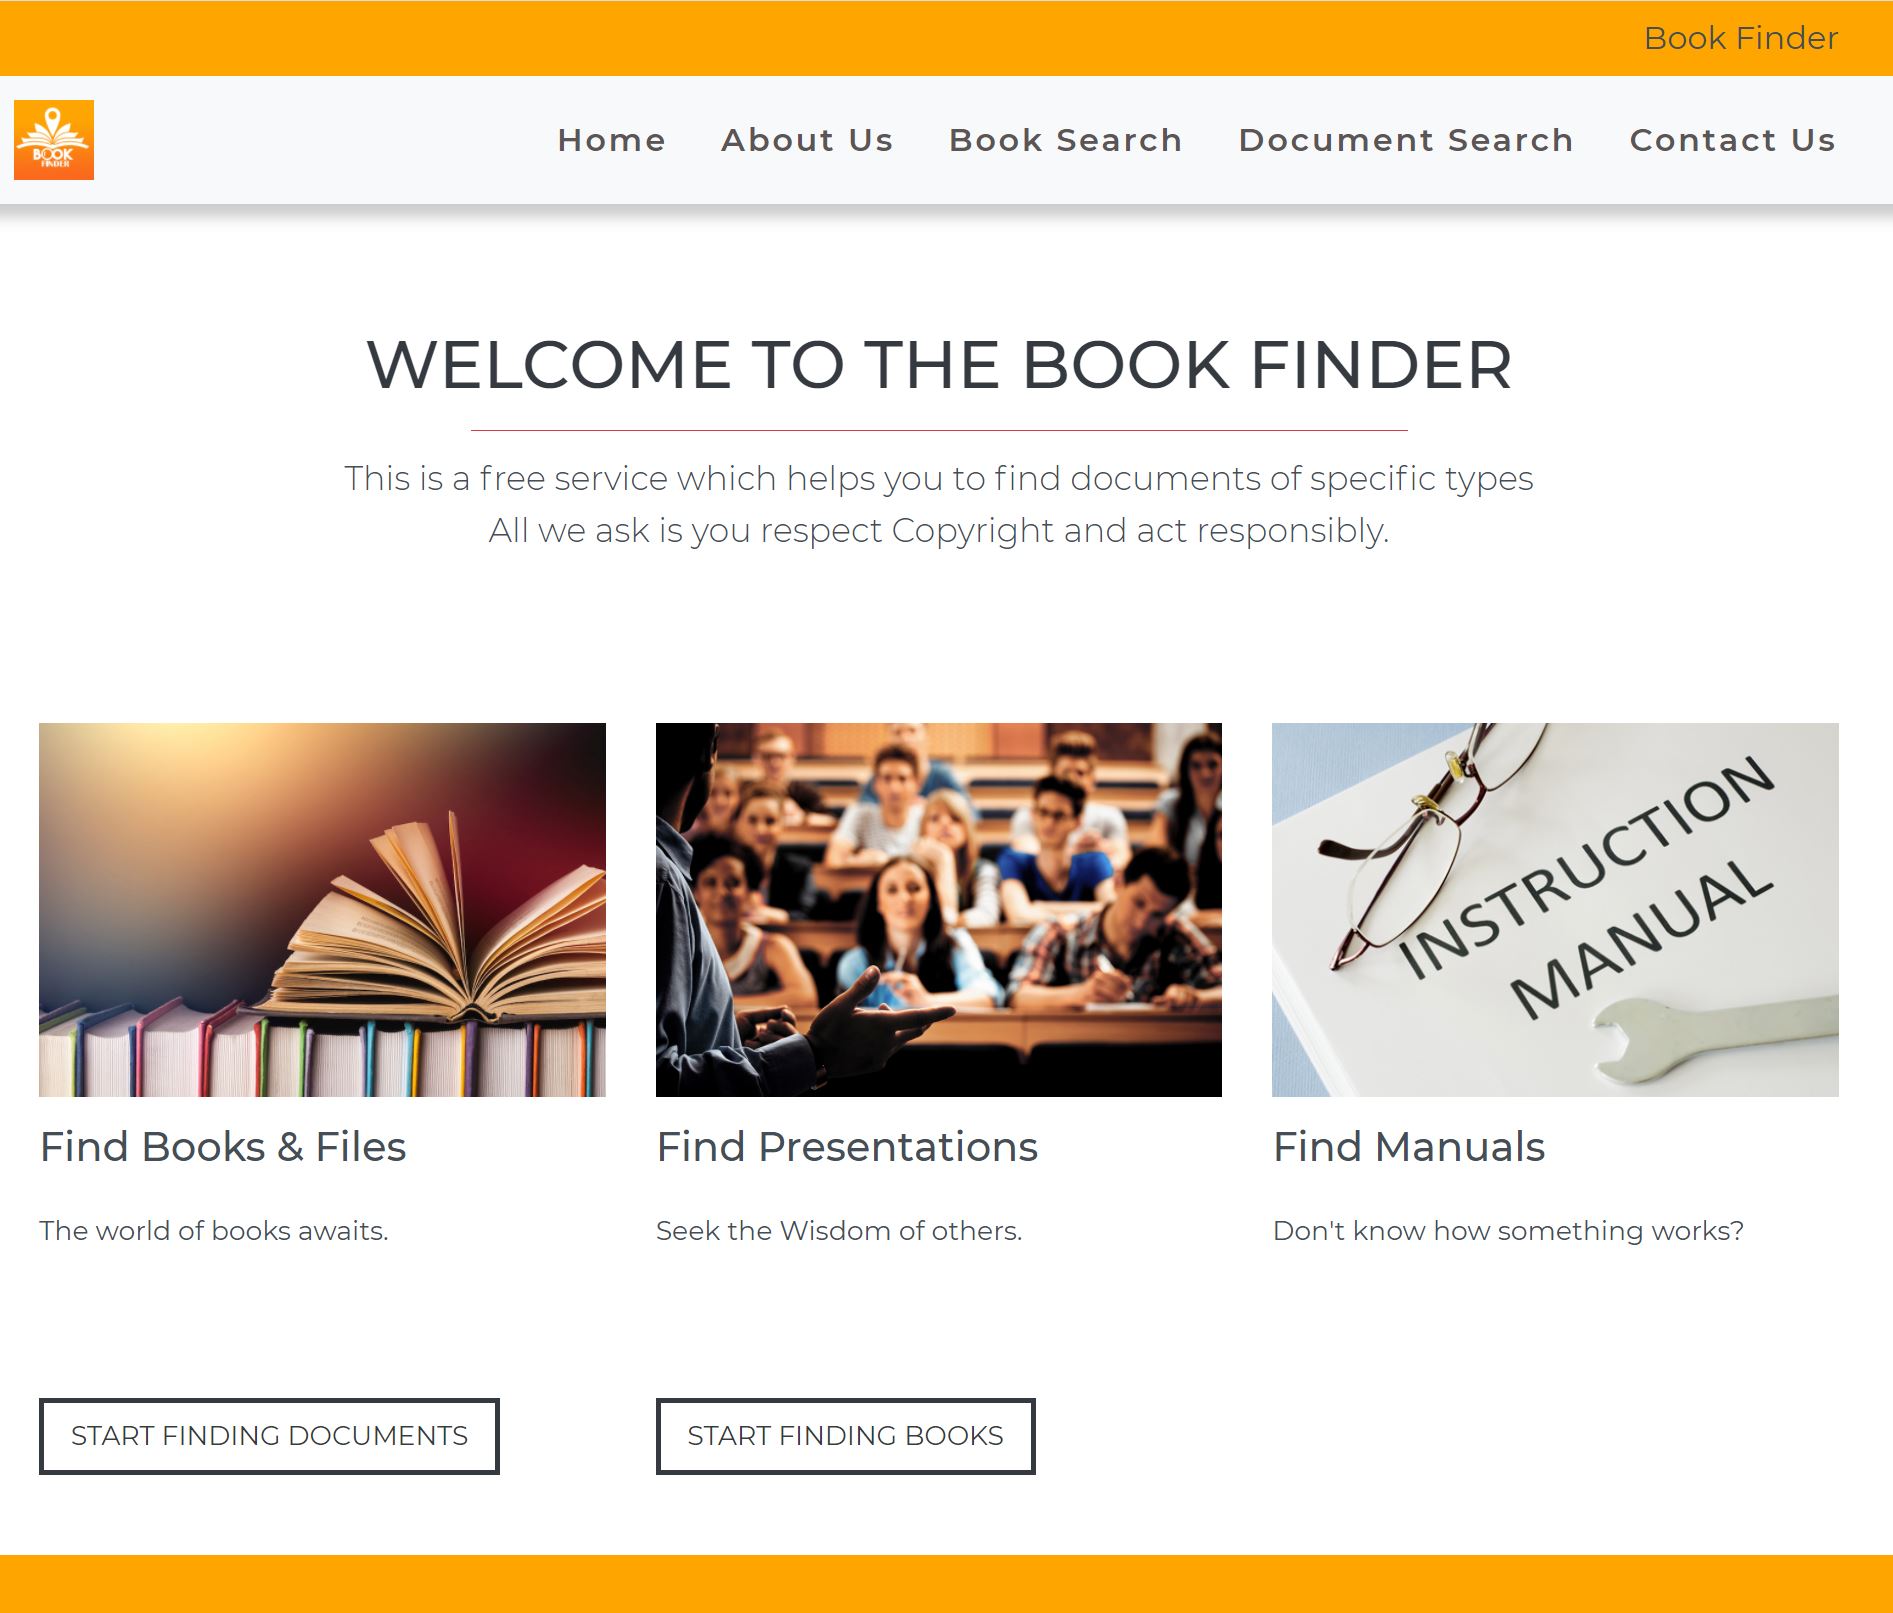 Book Finder
BOOK
FINDER
Home About Us Book Search Document Search Contact Us
WELCOME TO THE BOOK FINDER
This is a free service which helps you to find documents of specific types
All we ask is you respect Copyright and act responsibly.
INSTRUCTION
MANUAL
Find Books & Files
The world of books awaits.
Find Presentations
Seek the Wisdom of others.
Find Manuals
Don't know how something works?
START FINDING DOCUMENTS
START FINDING BOOKS